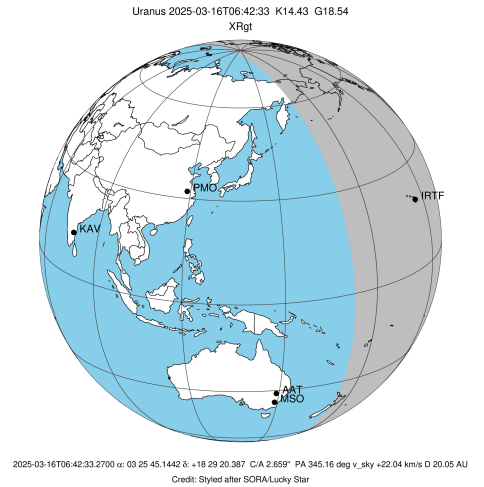 Uranus 2025-03-16T06:42:33  K14.43  G18.54
XRgt
PMO
IRTF
KAV
AAT
MSO
2025-03-16T06:42:33.2700 α: 03 25 45.1442 δ: +18 29 20.387  C/A 2.659"  PA 345.16 deg v_sky +22.04 km/s D 20.05 AU
Credit: Styled after SORA/Lucky Star